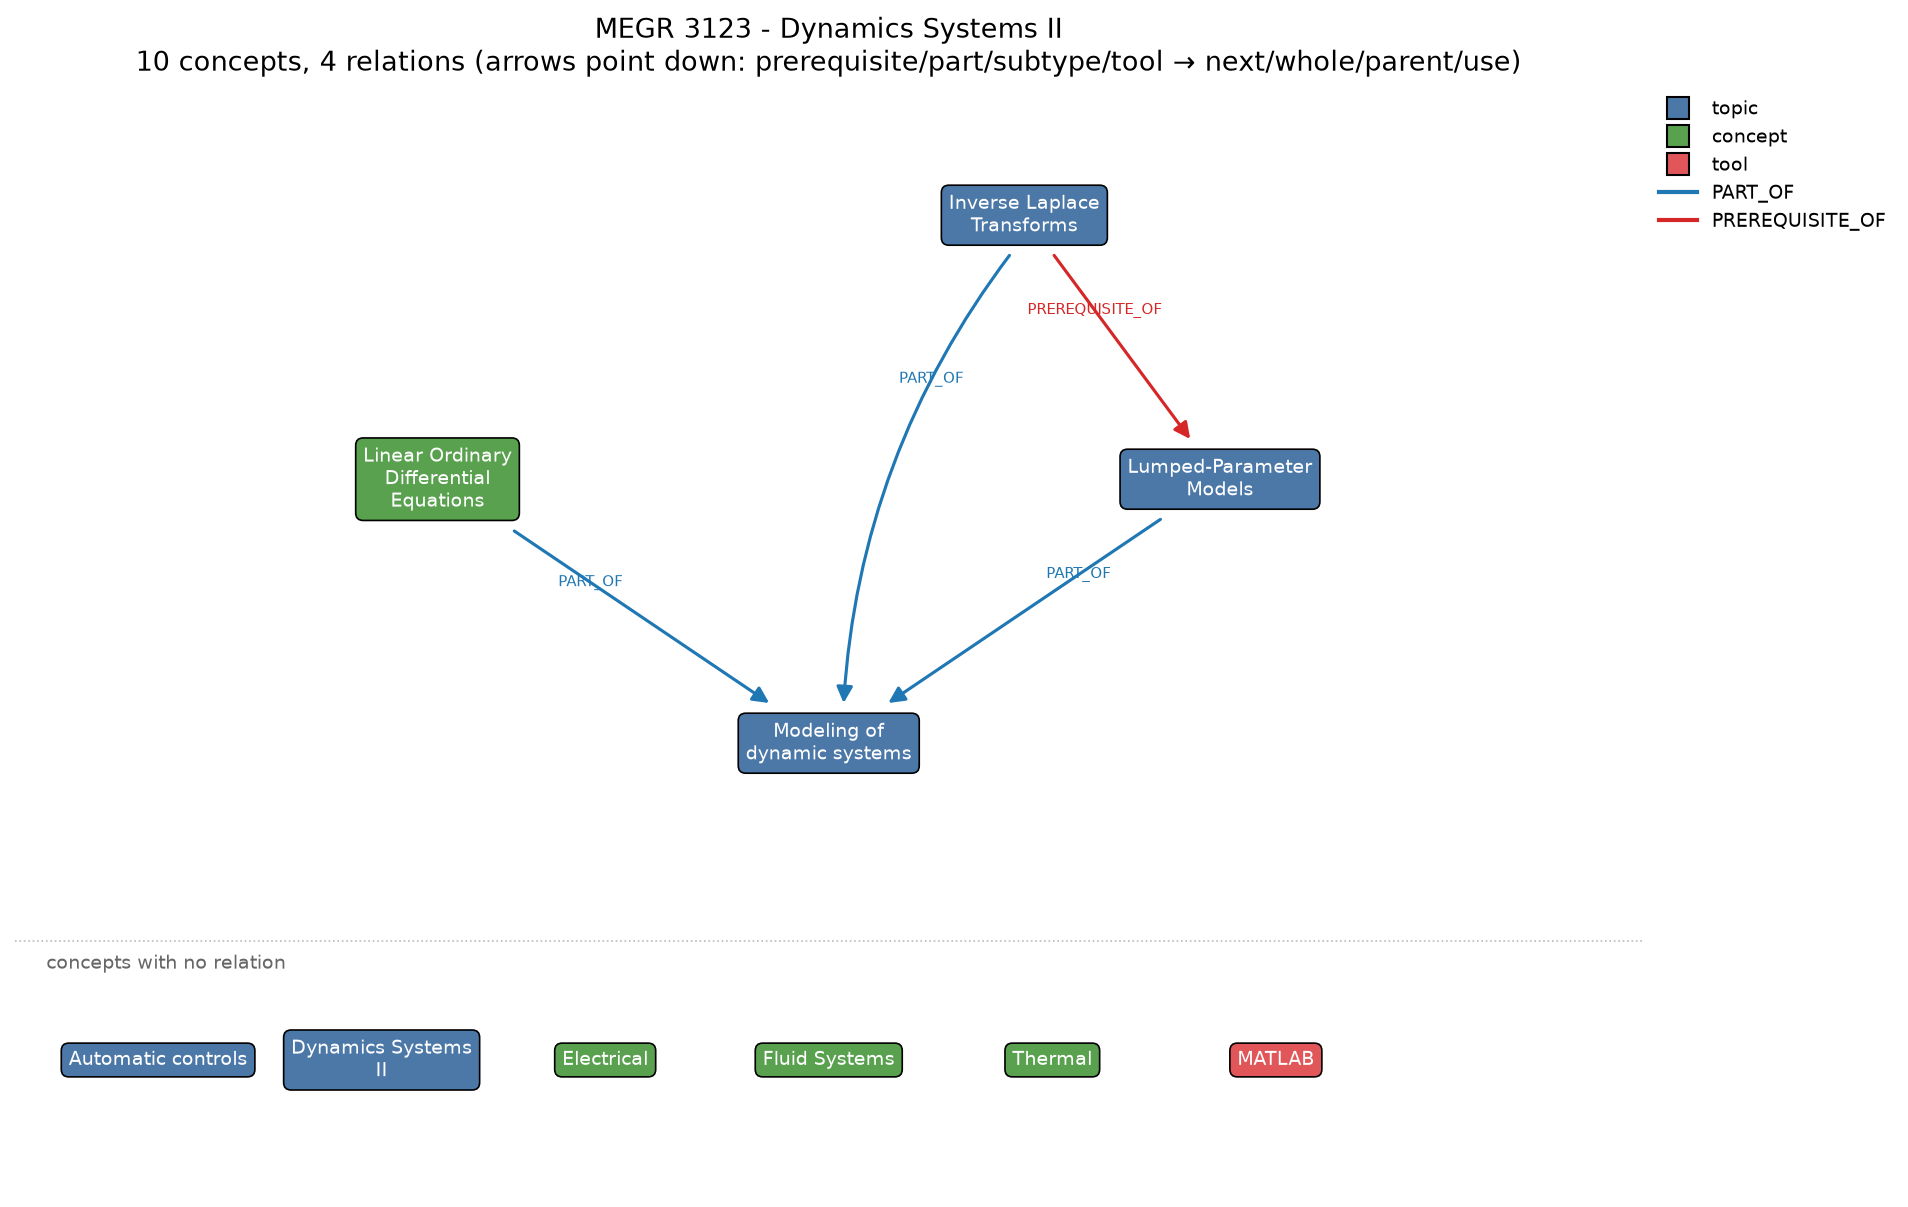 MEGR 3123 - Dynamics Systems II
10 concepts, 4 relations (arrows point down: prerequisite/part/subtype/tool → next/whole/parent/use)
topic
concept
tool
PART_OF
PREREQUISITE_OF
Inverse Laplace
Transforms
PREREQUISITE_OF
PART_OF
Linear Ordinary
Differential
Equations
Lumped-Parameter
Models
PART_OF
PART_OF
Modeling of
dynamic systems
concepts with no relation
Automatic controls
Dynamics Systems
II
Electrical
Fluid Systems
Thermal
MATLAB